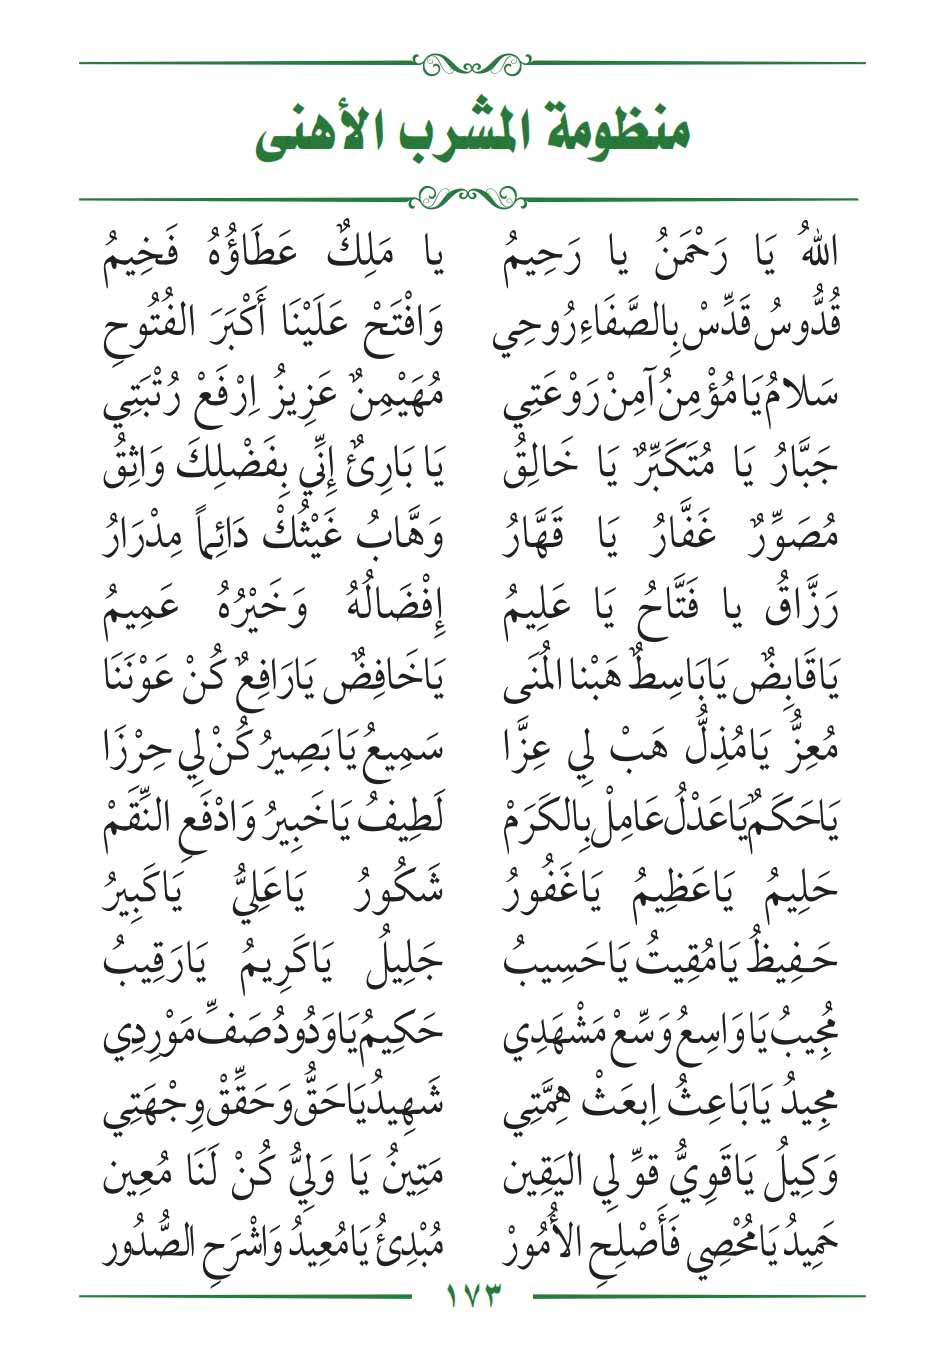 منظومة المشرب الأهنى
اللهُ يَا رَحْمَنُ يا رَحِيمُ يا مَلِكٌ عَطَاؤُهُ فَخِيمُ
قُدُّوسُ قَدِّسْ بِالصَّفَاءِ رُوحِي وَافْتَحْ عَلَيْنَا أَكْبَرَ الفُتُوحِ
سَلامُ يَا مُؤْمِنُ آمِنْ رَوْعَتِي مُهَيْمِنٌ عَزِيزُ اِرْفَعْ رُتْبَتِي
جَبَّارُ يَا مُتَكَبِّرٌ يَا خَالِقُ يَا بَارِئٌ إِنِّي بِفَضْلِكَ وَاثِقُ
مُصَوِّرٌ غَفَّارُ يَا قَهَّارُ وَهَّابُ غَيْثُكْ دَائِماً مِدْرَارُ
رَزَّاقُ يا فَتَّاحُ يَا عَلِيمُ إِفْضَالُهُ وَخَيْرُهُ عَمِيمُ
يَاقَابِضٌ يَابَاسِطٌ هَبْنا المُنَى يَاخَافِضٌ يَارَافِعٌ كُنْ عَوْنَنَا
مُعِزُّ يَامُذِلُّ هَبْ لِي عِزَّا سَمِيعُ يَا بَصِيرُ كُنْ لِي حِرْزَا
يَاحَكَمٌ يَاعَدْلُ عَامِلْ بِالكَرَمْ لَطِيفُ يَاخَبِيرُ وَادْفَعِ النِّقَمْ
حَلِيمُ يَاعَظِيمُ يَاغَفُورُ شَكُورُ يَاعَلِيُّ يَاكَبِيرُ
حَفِيظُ يَامُقِيتُ يَاحَسِيبُ جَلِيلُ يَاكَرِيمُ يَارَقِيبُ
مُجِيبُ يَا وَاسِعُ وَسِّعْ مَشْهَدِي حَكِيمُ يَاوَدُودُ صَفِّ مَوْرِدِي
مجِيدُ يَابَاعِثُ اِبعَثْ هِمَّتِي شَهِيدُ يَاحَقُّ وَحَقِّقْ وِجْهَتِي
وَكِيلُ يَاقَوِيُّ قوِّ لِي اليَقِين مَتِينُ يَا وَلِيُّ كُنْ لَنَا مُعِين
حَمِيدُ يَامُحْصِي فَأَصْلِحِ الأُمُورْ مُبْدِئُ يَامُعِيدُ وَاشْرَحِ الصُّدُور
١٧٣